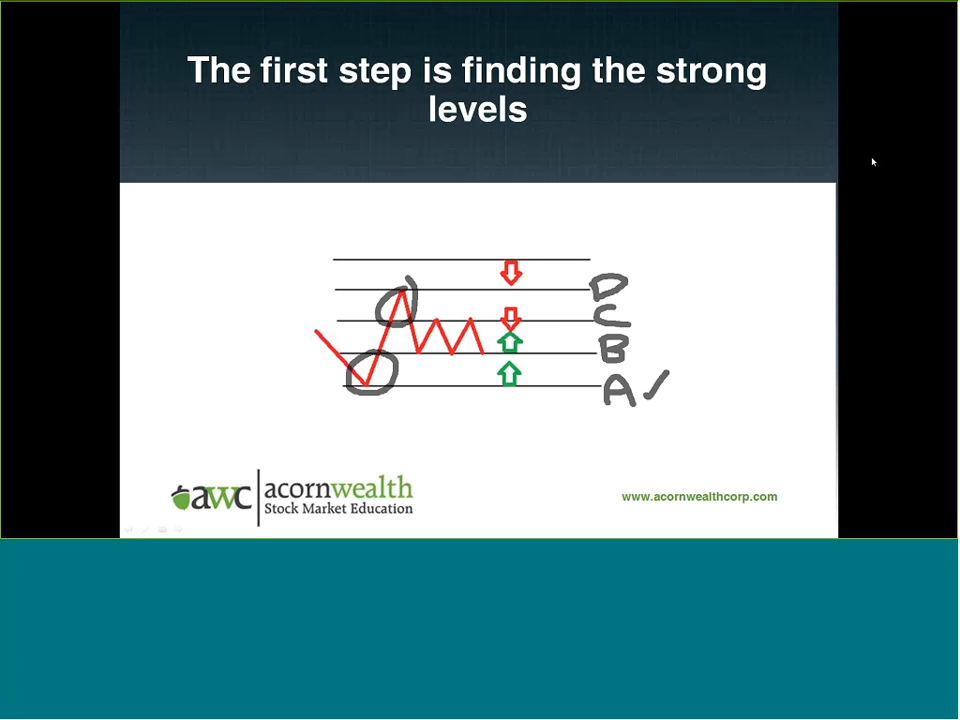 The first step is finding the strong
levels
D
C
B
A ✓
awc acornwealth
Stock Market Education
www.acornwealthcorp.com